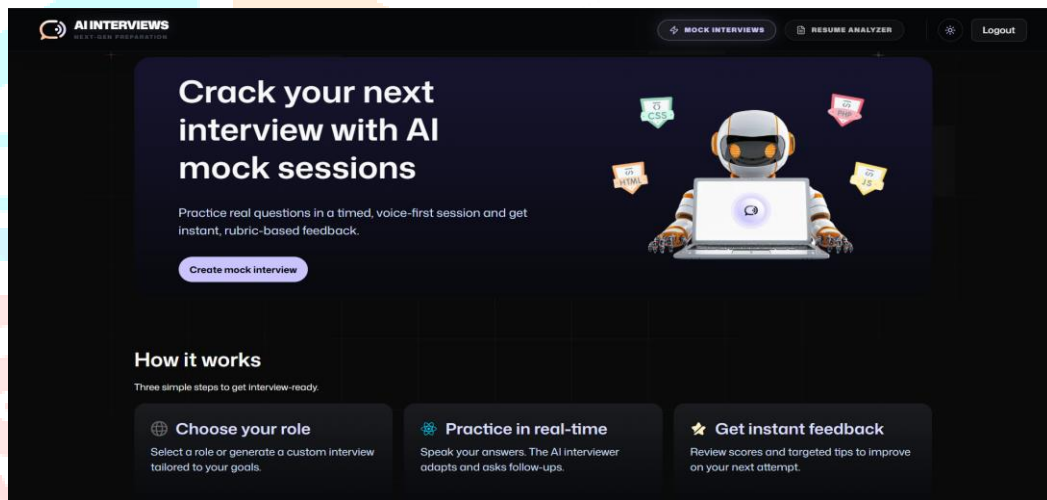 AI INTERVIEWS
NEXT-GEN PREPARATION
MOCK INTERVIEWS
RESUME ANALYZER
Logout
Crack your next
interview with AI
mock sessions
Practice real questions in a timed, voice-first session and get
instant, rubric-based feedback.
Create mock interview
CSS
PHP
HTML
JS
How it works
Three simple steps to get interview-ready.
Choose your role
Select a role or generate a custom interview
tailored to your goals.
Practice in real-time
Speak your answers. The AI interviewer
adapts and asks follow-ups.
Get instant feedback
Review scores and targeted tips to improve
on your next attempt.